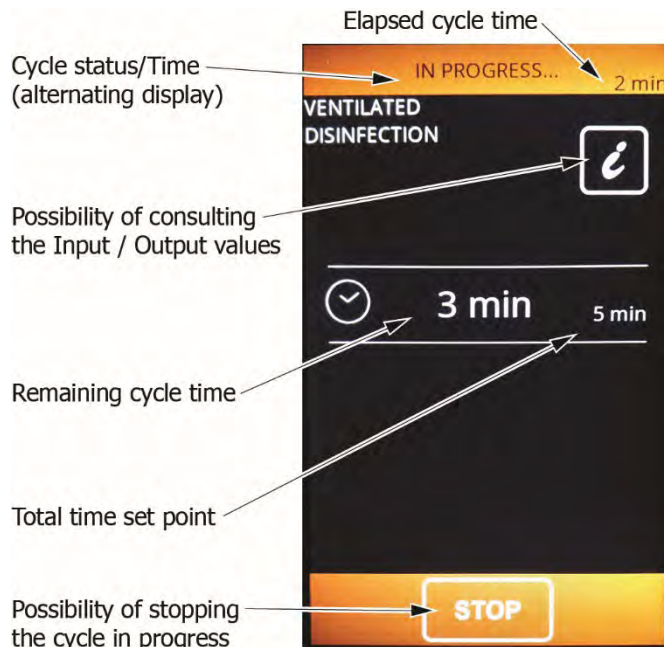 Elapsed cycle time
Cycle status/Time
(alternating display)
IN PROGRESS...
2 min
VENTILATED
DISINFECTION
i
Possibility of consulting
the Input / Output values
3 min
5 min
Remaining cycle time
Total time set point
Possibility of stopping
the cycle in progress
STOP